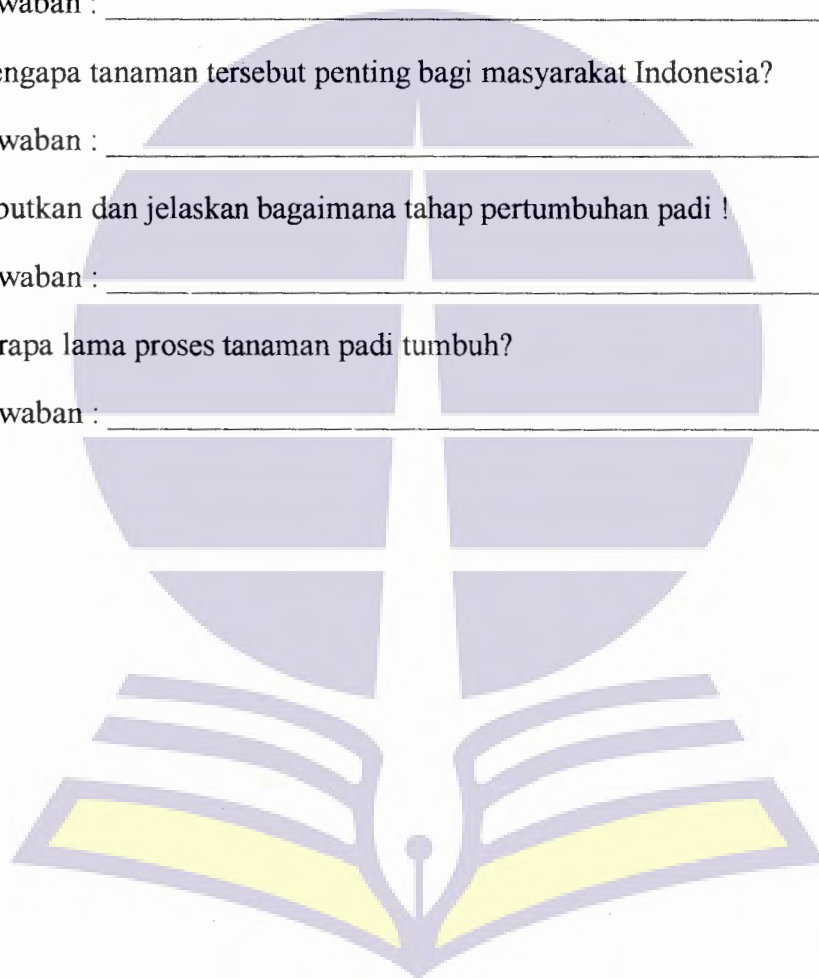 waban :
engapa tanaman tersebut penting bagi masyarakat Indonesia?
waban :
butkan dan jelaskan bagaimana tahap pertumbuhan padi !
waban :
rapa lama proses tanaman padi tumbuh?
waban :